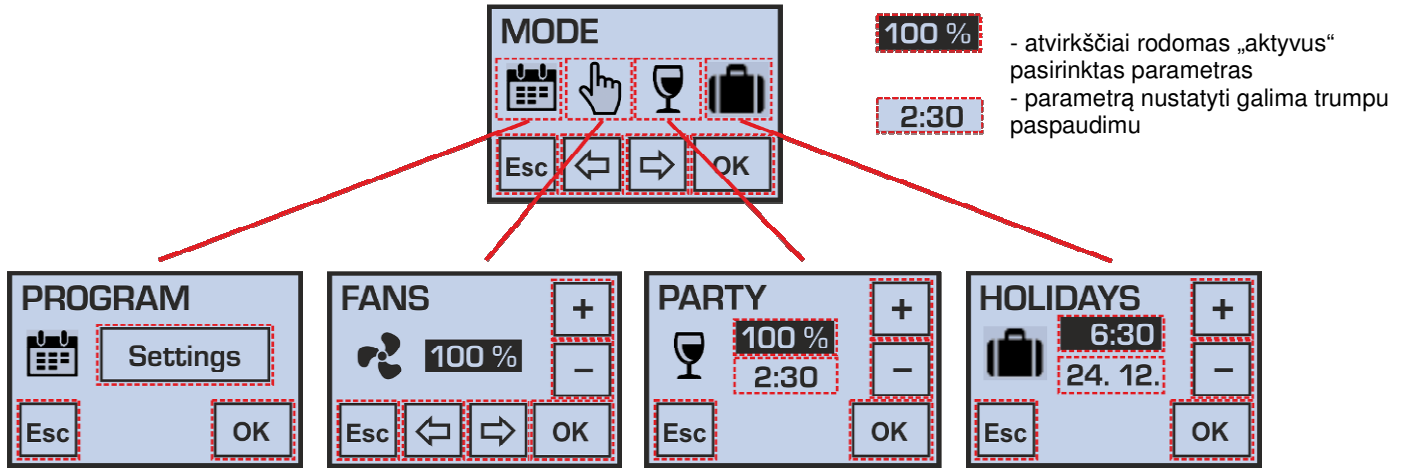 MODE
Esc
OK
100 %
- atvirkščiai rodomas „aktyvus“
pasirinktas parametras
2:30
- parametrą nustatyti galima trumpu
paspaudimu
PROGRAM
Settings
Esc
OK
FANS
+
100 %
–
Esc
OK
PARTY
+
100 %
2:30
–
Esc
OK
HOLIDAYS
+
6:30
24. 12.
–
Esc
OK